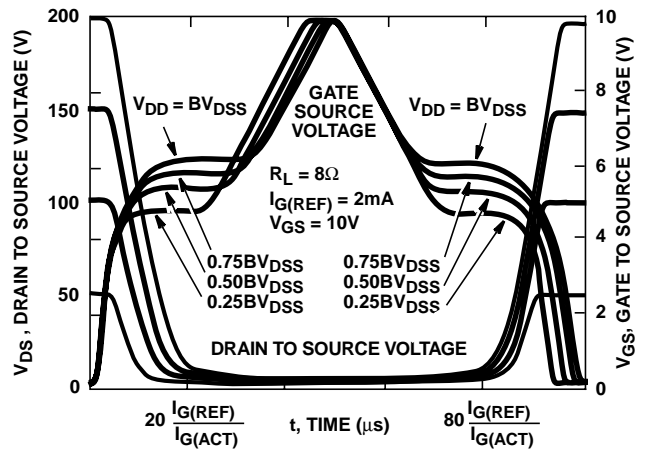 V_DS, DRAIN TO SOURCE VOLTAGE (V)
200
150
100
50
0
V_DD = BV_DSS
GATE
SOURCE
VOLTAGE
V_DD = BV_DSS
R_L = 8Ω
I_G(REF) = 2mA
V_GS = 10V
0.75BV_DSS
0.50BV_DSS
0.25BV_DSS
0.75BV_DSS
0.50BV_DSS
0.25BV_DSS
DRAIN TO SOURCE VOLTAGE
10
8
6
4
2
0
V_GS, GATE TO SOURCE VOLTAGE (V)
20 I_G(REF)
I_G(ACT)
t, TIME (μs)
80 I_G(REF)
I_G(ACT)